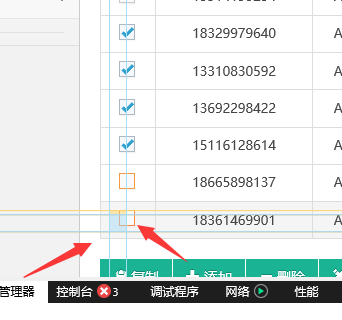 18329979640 A
13310830592 A
13692298422 A
15116128614 A
18665898137 A
18361469901 A
复制 添加 删除
管理器 控制台 3 调试程序 网络 性能